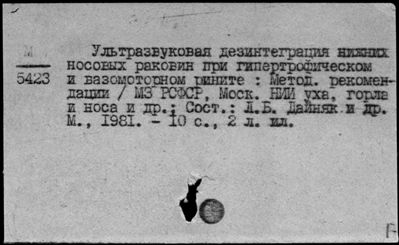 М
5423
Ультразвуковая дезинтеграция нижних
носовых раковин при гипертрофическом
и вазомоторном рините : Метод. рекомен-
дации / МЗ РСФСР, Моск. НИИ уха, горла
и носа и др.; Сост.: Л.Б. Дайняк и др.
М., 1981. - 10 с., 2 л. ил.